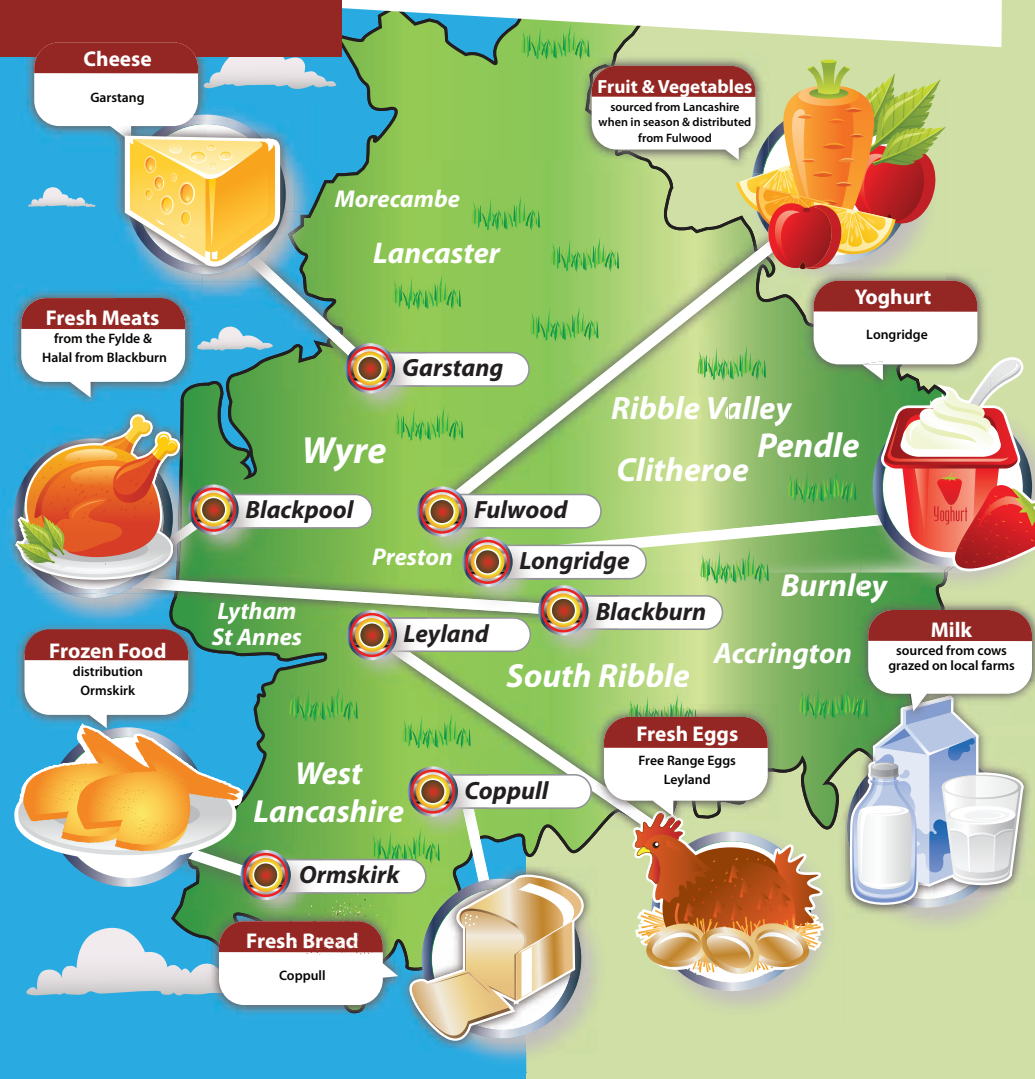 Cheese
Garstang
Fruit & Vegetables
sourced from Lancashire
when in season & distributed
from Fulwood
Morecambe
Lancaster
Yoghurt
Longridge
Fresh Meats
from the Fylde &
Halal from Blackburn
Garstang
Ribble Valley
Pendle
Clitheroe
Wyre
Blackpool
Fulwood
Yoghurt
Preston
Longridge
Burnley
Lytham
St Annes
Blackburn
Leyland
Milk
sourced from cows
grazed on local farms
Accrington
South Ribble
Frozen Food
distribution
Ormskirk
Fresh Eggs
Free Range Eggs
Leyland
West
Lancashire
Coppull
Ormskirk
Fresh Bread
Coppull